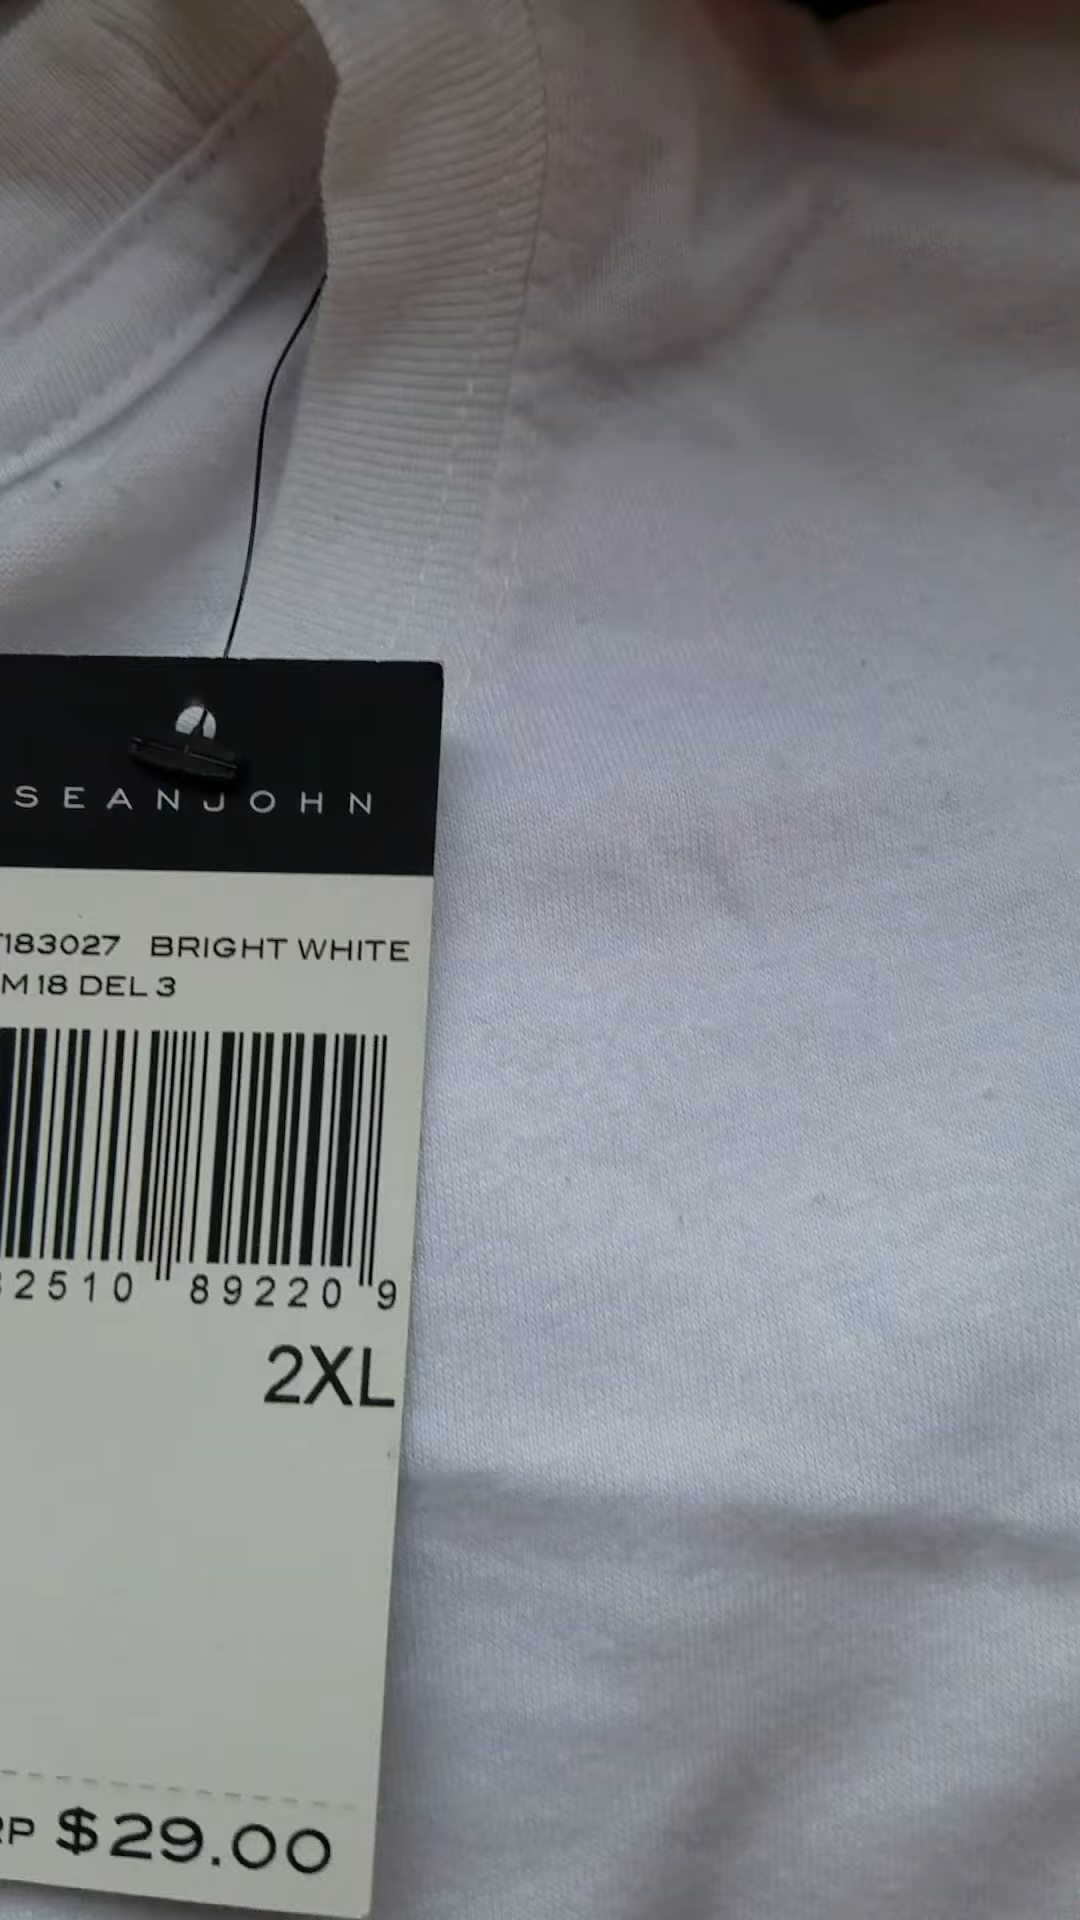 SEANJOHN
183027 BRIGHT WHITE
M 18 DEL 3
2510 89220 9
2XL
$29.00